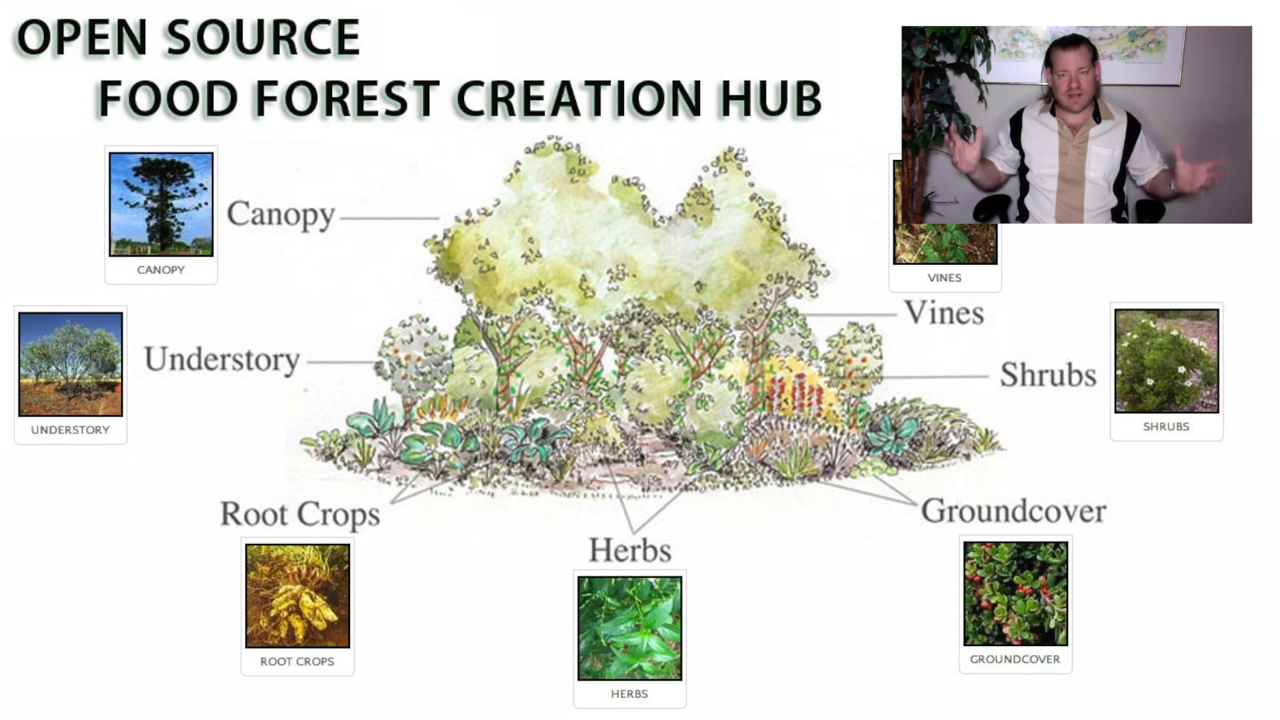 OPEN SOURCE
FOOD FOREST CREATION HUB
Canopy
CANOPY
VINES
Vines
Understory
UNDERSTORY
Shrubs
SHRUBS
Root Crops
ROOT CROPS
Herbs
HERBS
Groundcover
GROUNDCOVER